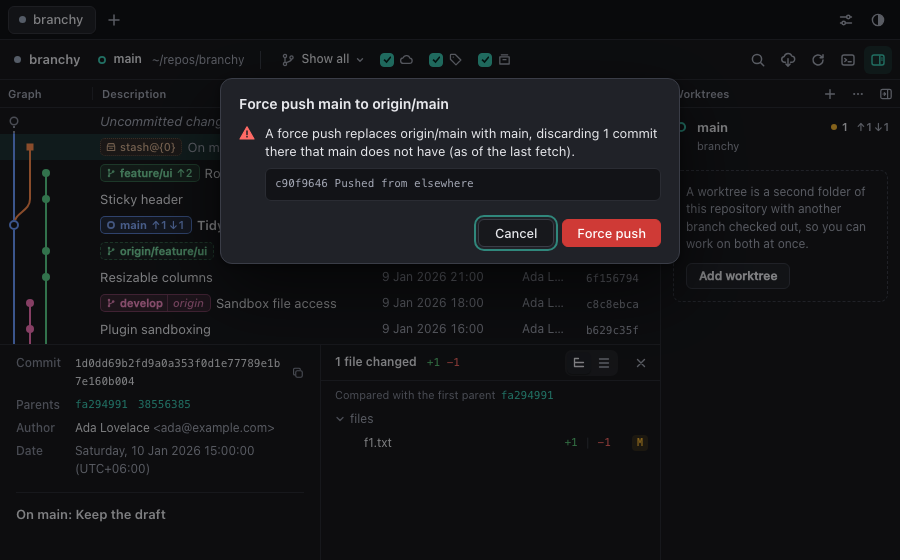 branchy
branchy main ~/repos/branchy Show all
Graph Description Worktrees
Uncommitted chang
main 1 ↑1↓1
branchy
stash@{0} On m
feature/ui ↑2 Ro
Sticky header
main ↑1↓1 Tidy
origin/feature/ui
Resizable columns 9 Jan 2026 21:00 Ada L... 6f156794
develop origin Sandbox file access 9 Jan 2026 18:00 Ada L... c8c8ebca
Plugin sandboxing 9 Jan 2026 16:00 Ada L... b629c35f
Force push main to origin/main
A force push replaces origin/main with main, discarding 1 commit
there that main does not have (as of the last fetch).
c90f9646 Pushed from elsewhere
Cancel Force push
A worktree is a second folder of
this repository with another
branch checked out, so you can
work on both at once.
Add worktree
Commit 1d0dd69b2fd9a0a353f0d1e77789e1b
7e160b004
Parents fa294991 38556385
Author Ada Lovelace <ada@example.com>
Date Saturday, 10 Jan 2026 15:00:00
(UTC+06:00)
On main: Keep the draft
1 file changed +1 −1
Compared with the first parent fa294991
files
f1.txt +1 −1 M